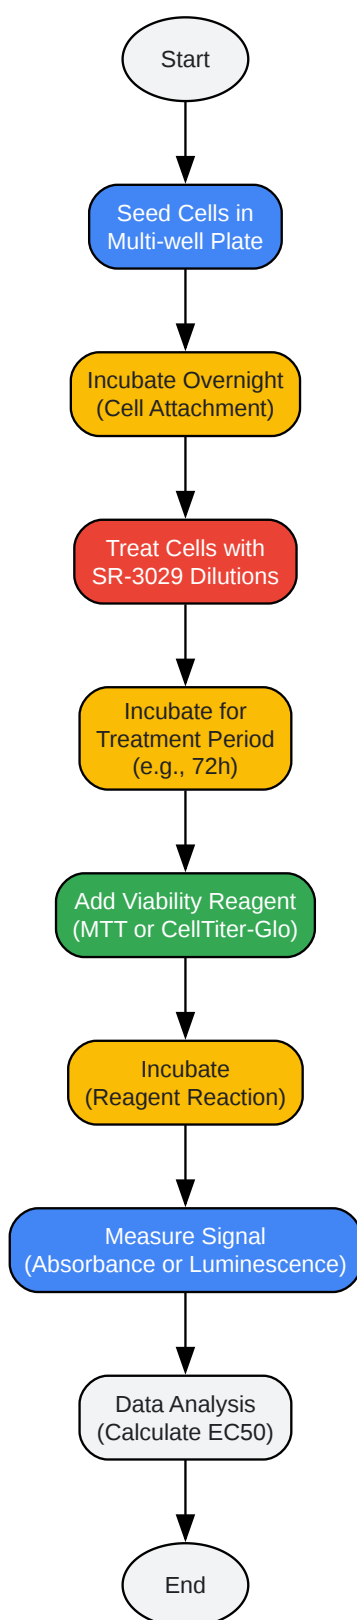 Start
Seed Cells in
Multi-well Plate
Incubate Overnight
(Cell Attachment)
Treat Cells with
SR-3029 Dilutions
Incubate for
Treatment Period
(e.g., 72h)
Add Viability Reagent
(MTT or CellTiter-Glo)
Incubate
(Reagent Reaction)
Measure Signal
(Absorbance or Luminescence)
Data Analysis
(Calculate EC50)
End